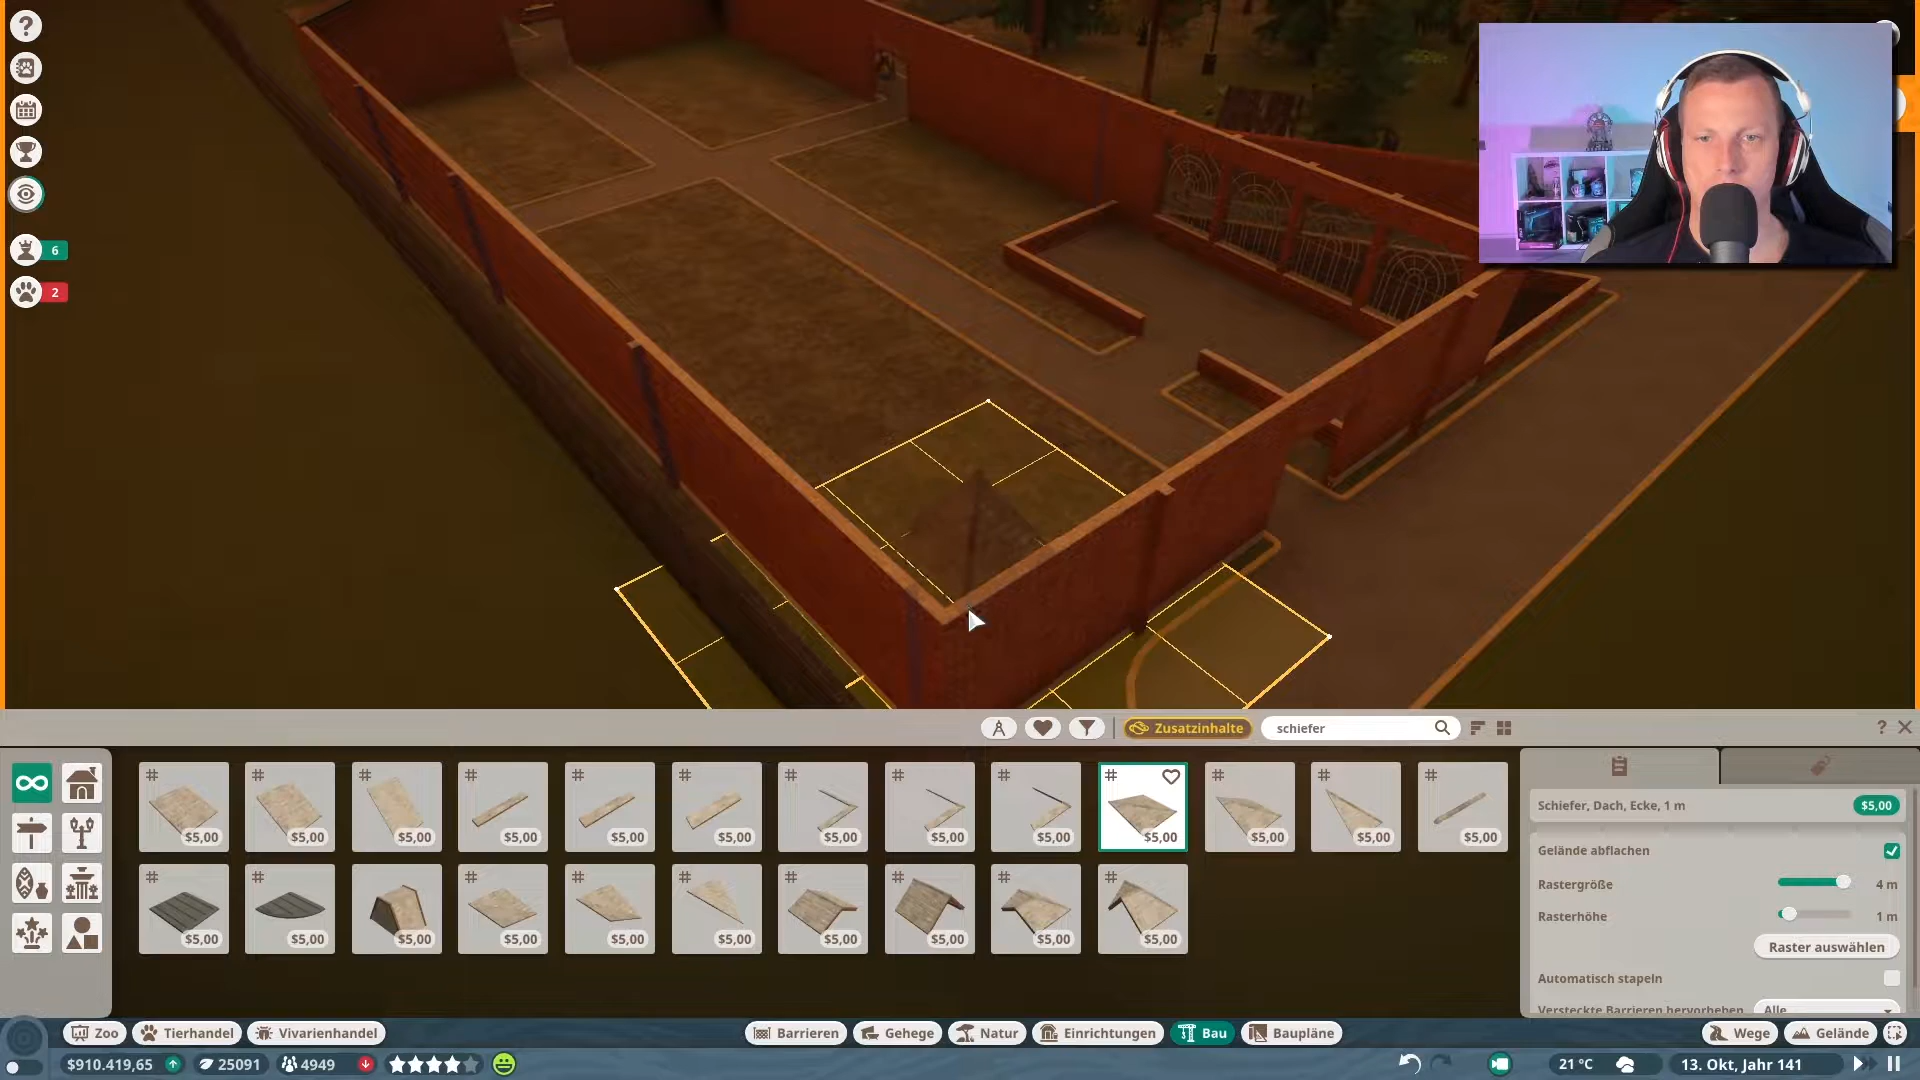 ?
6
2
Zusatzinhalte
schiefer
?
$5,00 $5,00 $5,00 $5,00 $5,00 $5,00 $5,00 $5,00 $5,00 $5,00 $5,00 $5,00 $5,00
$5,00 $5,00 $5,00 $5,00 $5,00 $5,00 $5,00 $5,00 $5,00 $5,00
Schiefer, Dach, Ecke, 1 m $5,00
Gelände abflachen
Rastergröße 4 m
Rasterhöhe 1 m
Raster auswählen
Automatisch stapeln
Versteckte Barrieren hervorheben Alle
Zoo Tierhandel Vivarienhandel Barrieren Gehege Natur Einrichtungen Bau Baupläne Wege Gelände
$910.419,65 25091 4949 21 °C 13. Okt, Jahr 141